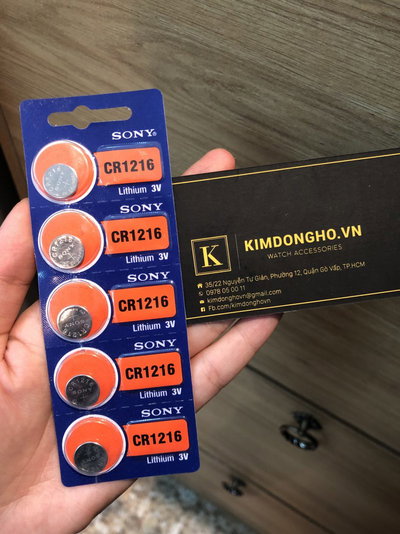 SONY
CR1216
Lithium 3V
SONY
CR1216
Lithium 3V
SONY
CR1216
Lithium 3V
SONY
CR1216
Lithium 3V
SONY
CR1216
Lithium 3V
K
KIMDONGHO.VN
WATCH ACCESSORIES
35/22 Nguyễn Tư Giản, Phường 12, Quận Gò Vấp, TP.HCM
0978 05 00 11
kimdonghovn@gmail.com
Fb.com/kimdonghovn